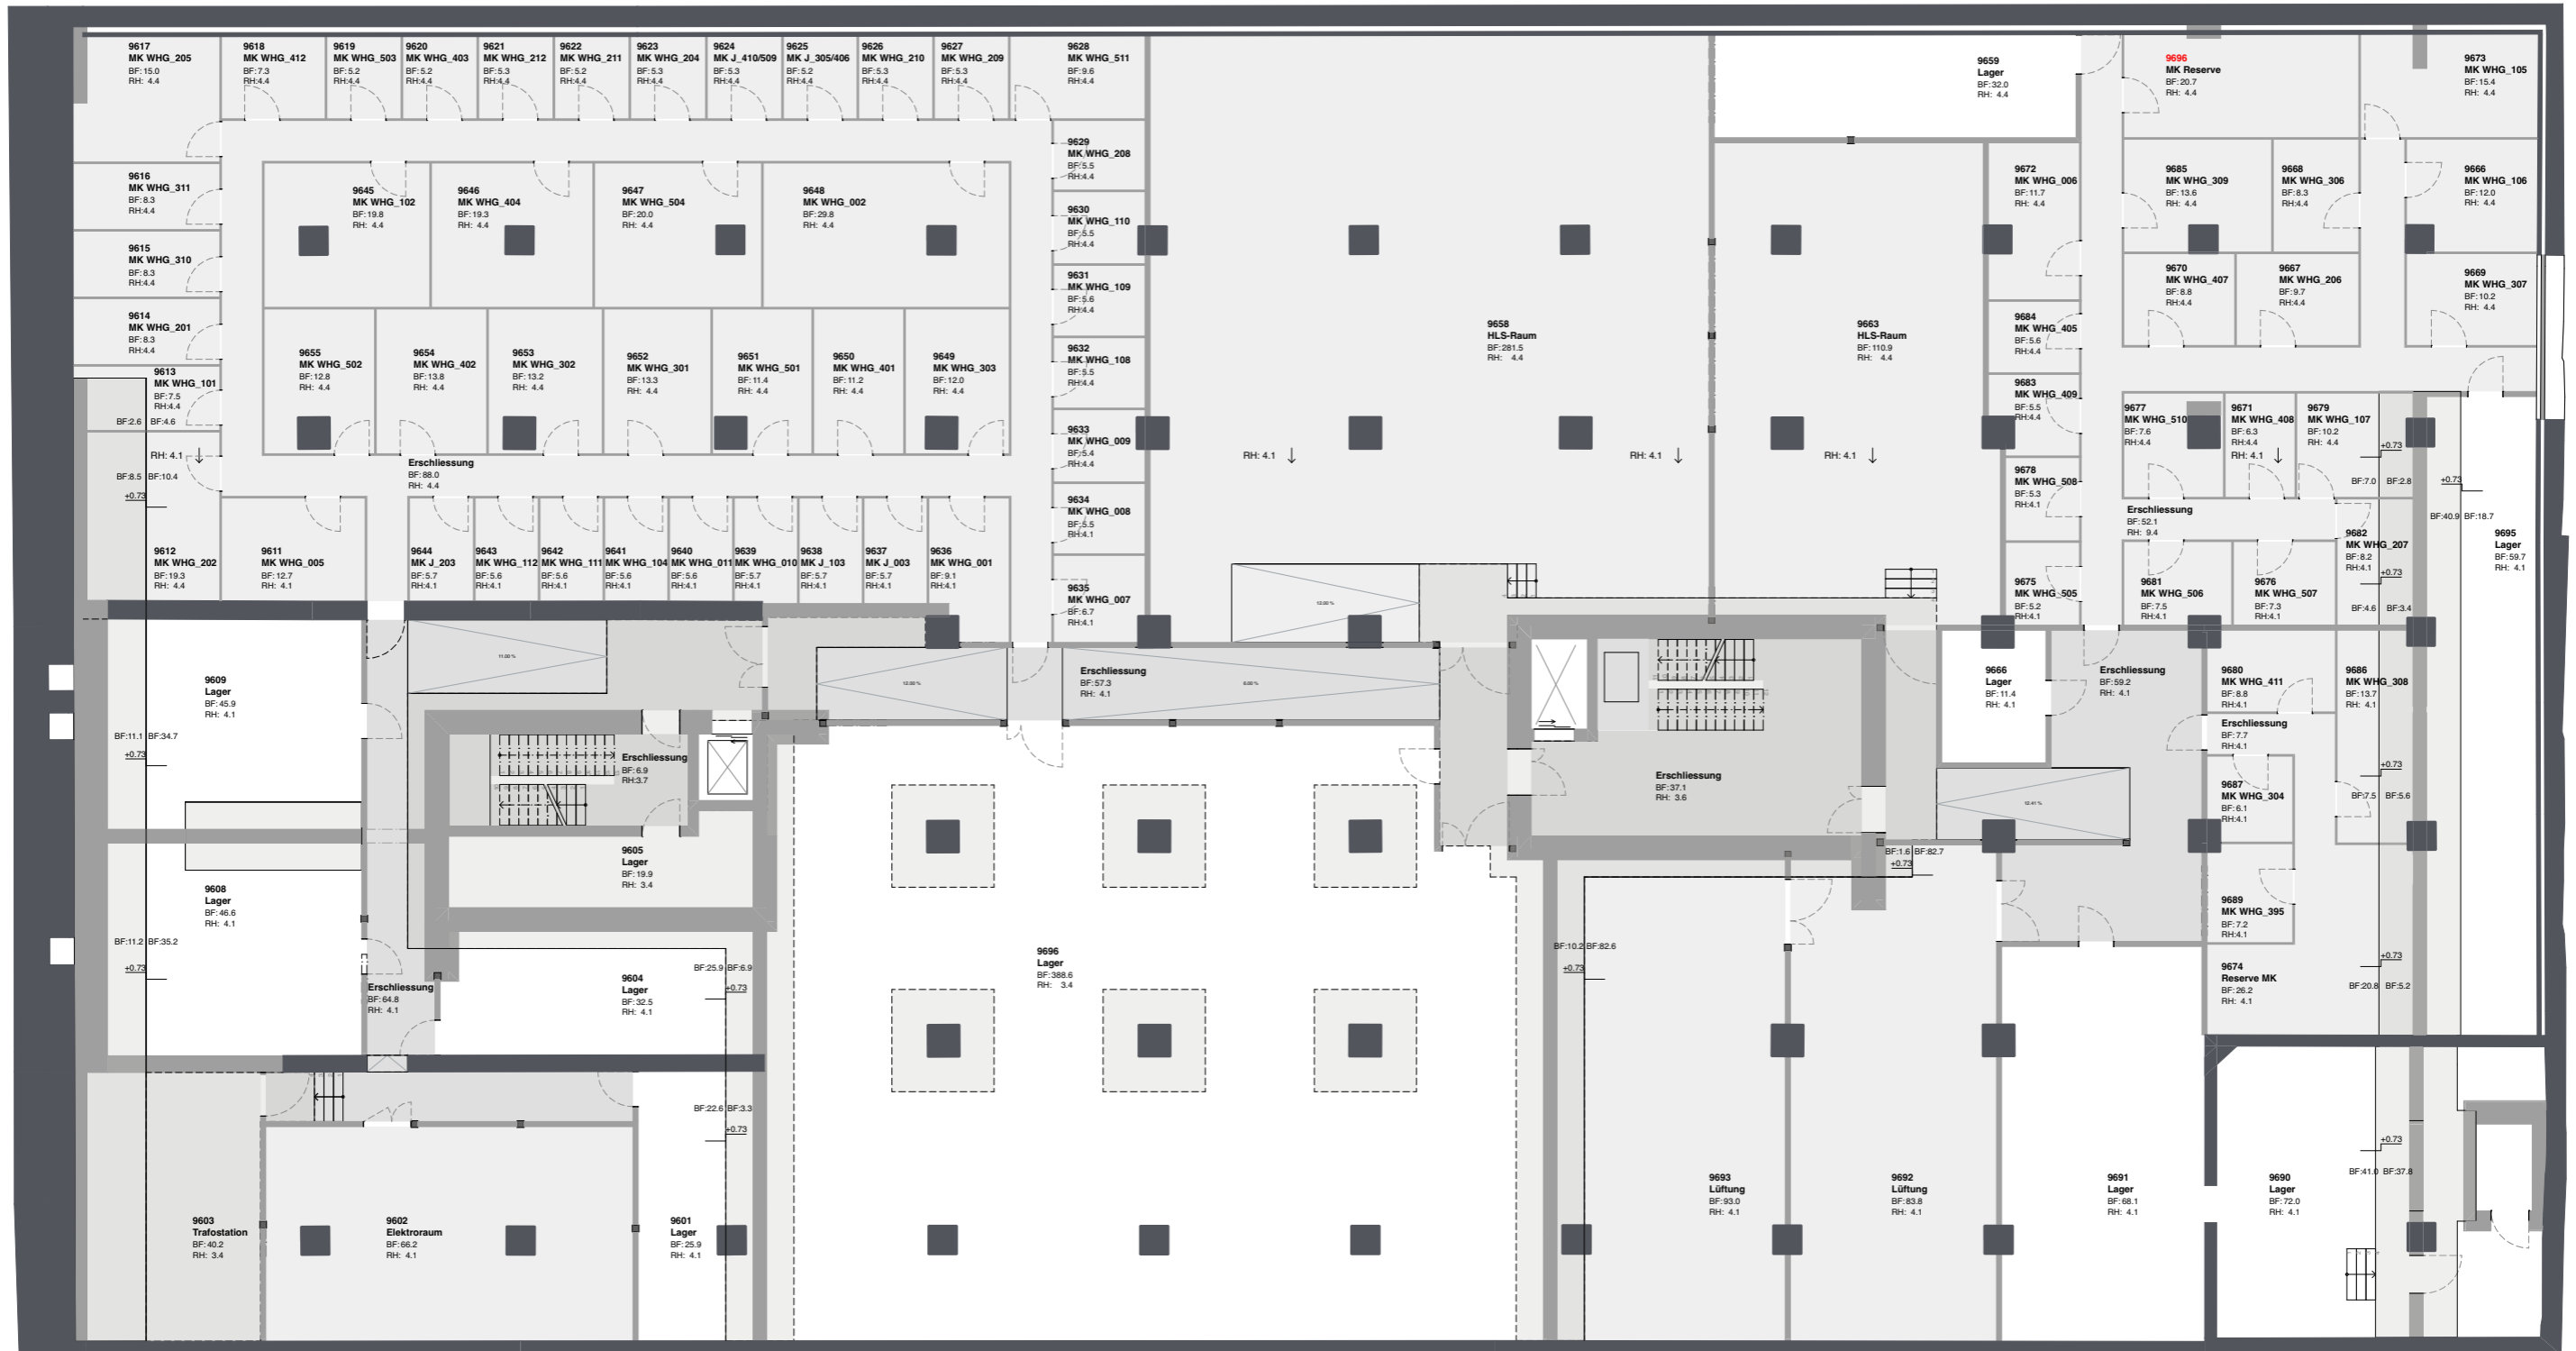 9617
MK WHG_205
BF: 15.0
RH: 4.4
9618
MK WHG_412
BF: 7.3
RH:4.4
9619
MK WHG_503
BF: 5.2
RH:4.4
9620
MK WHG_403
BF: 5.2
RH:4.4
9621
MK WHG_212
BF: 5.3
RH:4.4
9622
MK WHG_211
BF: 5.2
RH:4.4
9623
MK WHG_204
BF: 5.3
RH:4.4
9624
MK J_410/509
BF: 5.3
RH:4.4
9625
MK J_305/406
BF: 5.2
RH:4.4
9626
MK WHG_210
BF: 5.3
RH:4.4
9627
MK WHG_209
BF: 5.3
RH:4.4
9628
MK WHG_511
BF: 9.6
RH:4.4
9659
Lager
BF: 32.0
RH: 4.4
9696
MK Reserve
BF: 20.7
RH: 4.4
9673
MK WHG_105
BF: 15.4
RH: 4.4
9616
MK WHG_311
BF: 8.3
RH:4.4
9615
MK WHG_310
BF: 8.3
RH:4.4
9614
MK WHG_201
BF: 8.3
RH:4.4
9613
MK WHG_101
BF: 7.5
RH:4.4
BF:2.6 BF:4.6
RH: 4.1
BF:8.5 BF:10.4
+0.73
9612
MK WHG_202
BF: 19.3
RH: 4.4
9645
MK WHG_102
BF: 19.8
RH: 4.4
9646
MK WHG_404
BF: 19.3
RH: 4.4
9647
MK WHG_504
BF: 20.0
RH: 4.4
9648
MK WHG_002
BF: 29.8
RH: 4.4
9655
MK WHG_502
BF: 12.8
RH: 4.4
9654
MK WHG_402
BF: 13.8
RH: 4.4
9653
MK WHG_302
BF: 13.2
RH: 4.4
9652
MK WHG_301
BF: 13.3
RH: 4.4
9651
MK WHG_501
BF: 11.4
RH: 4.4
9650
MK WHG_401
BF: 11.2
RH: 4.4
9649
MK WHG_303
BF: 12.0
RH: 4.4
Erschliessung
BF: 88.0
RH: 4.4
9629
MK WHG_208
BF: 5.5
RH:4.4
9630
MK WHG_110
BF: 5.5
RH:4.4
9631
MK WHG_109
BF: 5.6
RH:4.4
9632
MK WHG_108
BF: 5.5
RH:4.4
9633
MK WHG_009
BF: 5.4
RH:4.4
9634
MK WHG_008
BF: 5.5
RH:4.1
9635
MK WHG_007
BF: 6.7
RH:4.1
9611
MK WHG_005
BF: 12.7
RH: 4.1
9644
MK J_203
BF: 5.7
RH:4.1
9643
MK WHG_112
BF: 5.6
RH:4.1
9642
MK WHG_111
BF: 5.6
RH:4.1
9641
MK WHG_104
BF: 5.6
RH:4.1
9640
MK WHG_011
BF: 5.6
RH:4.1
9639
MK WHG_010
BF: 5.7
RH:4.1
9638
MK J_103
BF: 5.7
RH:4.1
9637
MK J_003
BF: 5.7
RH:4.1
9636
MK WHG_001
BF: 9.1
RH:4.1
9658
HLS-Raum
BF: 281.5
RH: 4.4
RH: 4.1
RH: 4.1
9663
HLS-Raum
BF: 110.9
RH: 4.4
RH: 4.1
9672
MK WHG_006
BF: 11.7
RH: 4.4
9684
MK WHG_405
BF: 5.6
RH:4.4
9683
MK WHG_409
BF: 5.5
RH:4.4
9678
MK WHG_508
BF: 5.3
RH:4.1
9675
MK WHG_505
BF: 5.2
RH:4.1
9685
MK WHG_309
BF: 13.6
RH: 4.4
9668
MK WHG_306
BF: 8.3
RH:4.4
9666
MK WHG_106
BF: 12.0
RH: 4.4
9670
MK WHG_407
BF: 8.8
RH:4.4
9667
MK WHG_206
BF: 9.7
RH:4.4
9669
MK WHG_307
BF: 10.2
RH: 4.4
9677
MK WHG_510
BF: 7.6
RH:4.4
9671
MK WHG_408
BF: 6.3
RH:4.4
RH: 4.1
9679
MK WHG_107
BF: 10.2
RH: 4.4
+0.73
BF:7.0 BF:2.8
+0.73
BF:40.9 BF:18.7
Erschliessung
BF: 52.1
RH: 9.4
9682
MK WHG_207
BF: 8.2
RH:4.1
+0.73
BF:4.6 BF:3.4
9681
MK WHG_506
BF: 7.5
RH:4.1
9676
MK WHG_507
BF: 7.3
RH:4.1
9695
Lager
BF: 59.7
RH: 4.1
9609
Lager
BF: 45.9
RH: 4.1
BF:11.1 BF:34.7
+0.73
11.00 %
12.00 %
Erschliessung
BF: 57.3
RH: 4.1
6.00 %
12.00 %
Erschliessung
BF: 6.9
RH:3.7
9605
Lager
BF: 19.9
RH: 3.4
9608
Lager
BF: 46.6
RH: 4.1
BF:11.2 BF:35.2
+0.73
Erschliessung
BF: 64.8
RH: 4.1
9604
Lager
BF: 32.5
RH: 4.1
BF:25.9 BF:6.9
+0.73
9696
Lager
BF: 388.6
RH: 3.4
Erschliessung
BF: 37.1
RH: 3.6
BF:1.6 BF:82.7
+0.73
BF:10.2 BF:82.6
+0.73
9666
Lager
BF: 11.4
RH: 4.1
Erschliessung
BF: 59.2
RH: 4.1
12.41 %
9680
MK WHG_411
BF: 8.8
RH:4.1
Erschliessung
BF: 7.7
RH:4.1
9686
MK WHG_308
BF: 13.7
RH: 4.1
+0.73
BF:7.5 BF:5.6
9687
MK WHG_304
BF: 6.1
RH:4.1
9689
MK WHG_395
BF: 7.2
RH:4.1
9674
Reserve MK
BF: 26.2
RH: 4.1
+0.73
BF:20.8 BF:5.2
BF:22.6 BF:3.3
+0.73
9603
Trafostation
BF: 40.2
RH: 3.4
9602
Elektroraum
BF: 66.2
RH: 4.1
9601
Lager
BF: 25.9
RH: 4.1
9693
Lüftung
BF: 93.0
RH: 4.1
9692
Lüftung
BF: 83.8
RH: 4.1
9691
Lager
BF: 68.1
RH: 4.1
9690
Lager
BF: 72.0
RH: 4.1
+0.73
BF:41.0 BF:37.8